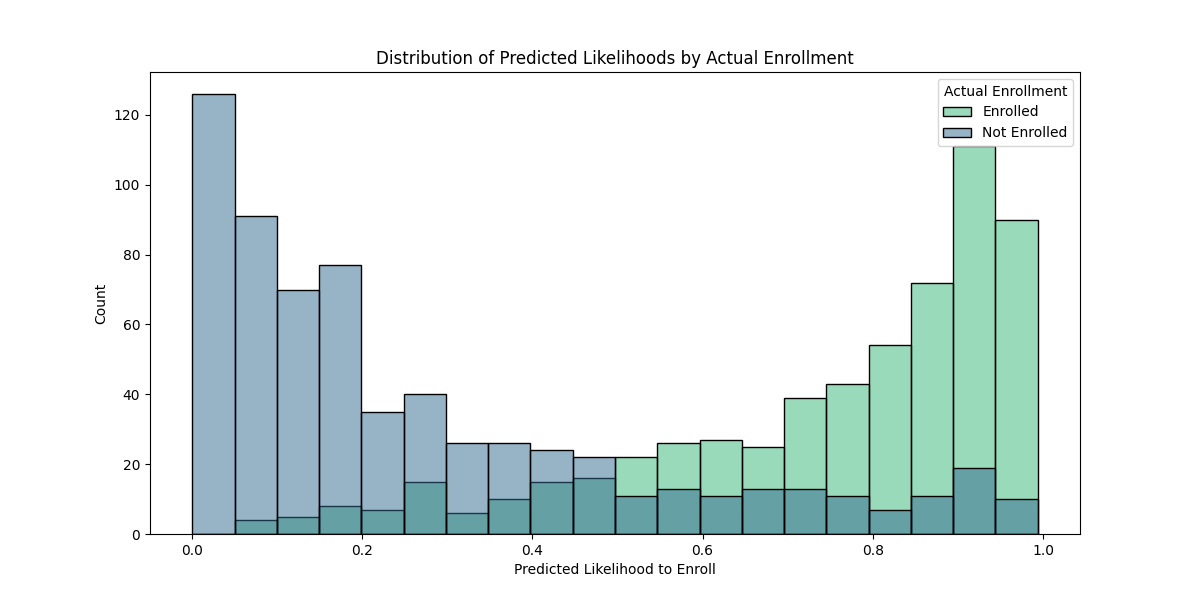 Distribution of Predicted Likelihoods by Actual Enrollment
Actual Enrollment
Enrolled
Not Enrolled
120
100
80
60
40
20
0
Count
0.0 0.2 0.4 0.6 0.8 1.0
Predicted Likelihood to Enroll